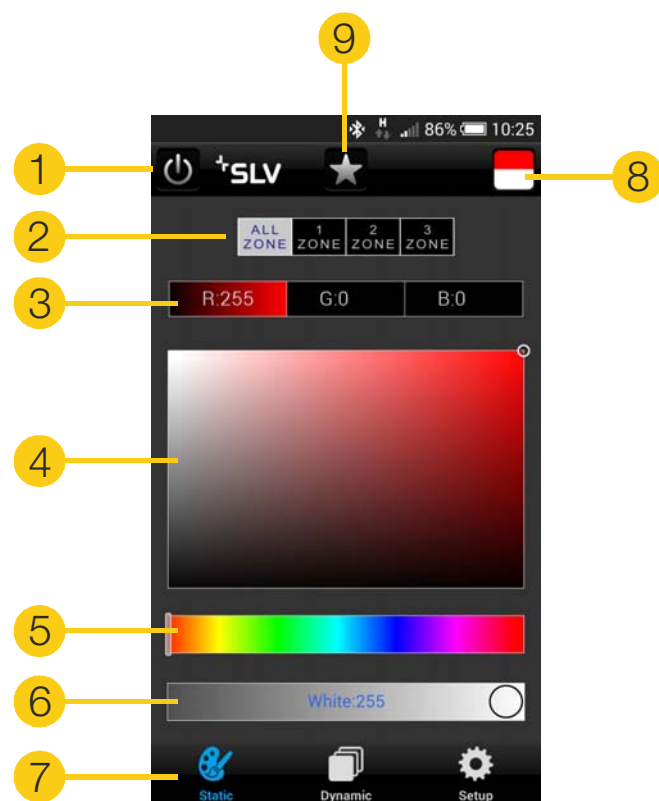 9
H 86% 10:25
1
SLV
8
2
ALL ZONE
1 ZONE
2 ZONE
3 ZONE
3
R:255 G:0 B:0
4
5
6
White:255
7
Static Dynamic Setup